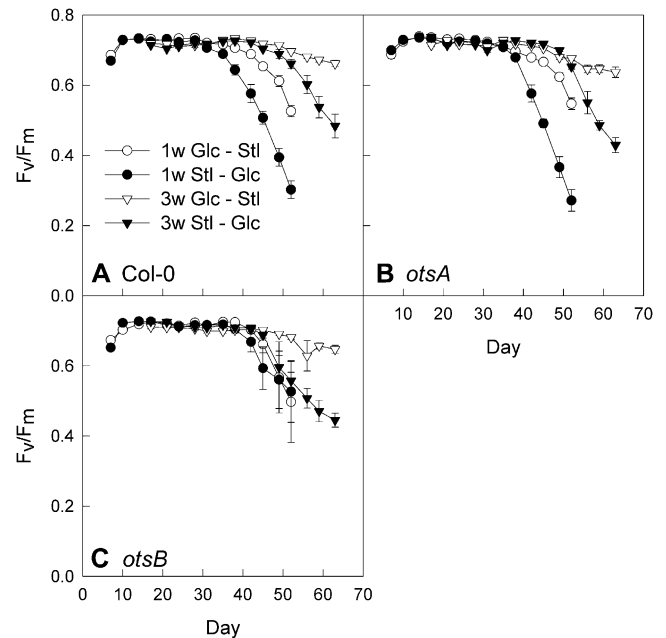 0.8
0.6
0.4
0.2
0.0
Fv/Fm
1w Glc - Stl
1w Stl - Glc
3w Glc - Stl
3w Stl - Glc
A Col-0
B otsA
10 20 30 40 50 60 70
Day
0.6
0.4
0.2
0.0
Fv/Fm
C otsB
0 10 20 30 40 50 60 70
Day